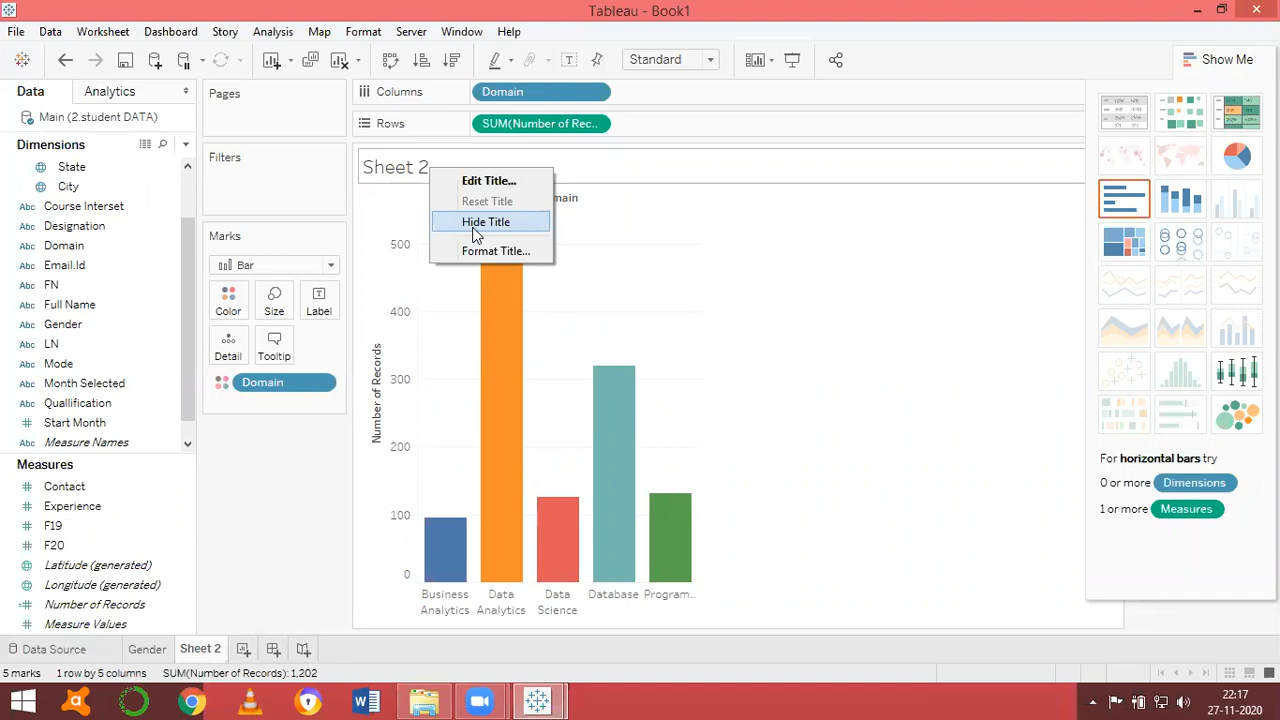 Tableau - Book1
File Data Worksheet Dashboard Story Analysis Map Format Server Window Help
Standard
Show Me
Data Analytics
Main (2.student DATA)
Dimensions
State
City
Course Interset
Designation
Domain
Email.Id
FN
Full Name
Gender
LN
Mode
Month Selected
Quallification
Start Month
Measure Names
Measures
Contact
Experience
F19
F20
Latitude (generated)
Longitude (generated)
Number of Records
Measure Values
Pages
Filters
Marks
Bar
Color Size Label
Detail Tooltip
Domain
Columns Domain
Rows SUM(Number of Rec..
Sheet 2
Edit Title...
Reset Title
Hide Title
Format Title...
main
500
400
300
200
100
0
Number of Records
Business Analytics
Data Analytics
Data Science
Database
Program..
For horizontal bars try
0 or more Dimensions
1 or more Measures
Data Source Gender Sheet 2
5 marks 1 row by 5 columns SUM(Number of Records): 1,202
22:17
27-11-2020